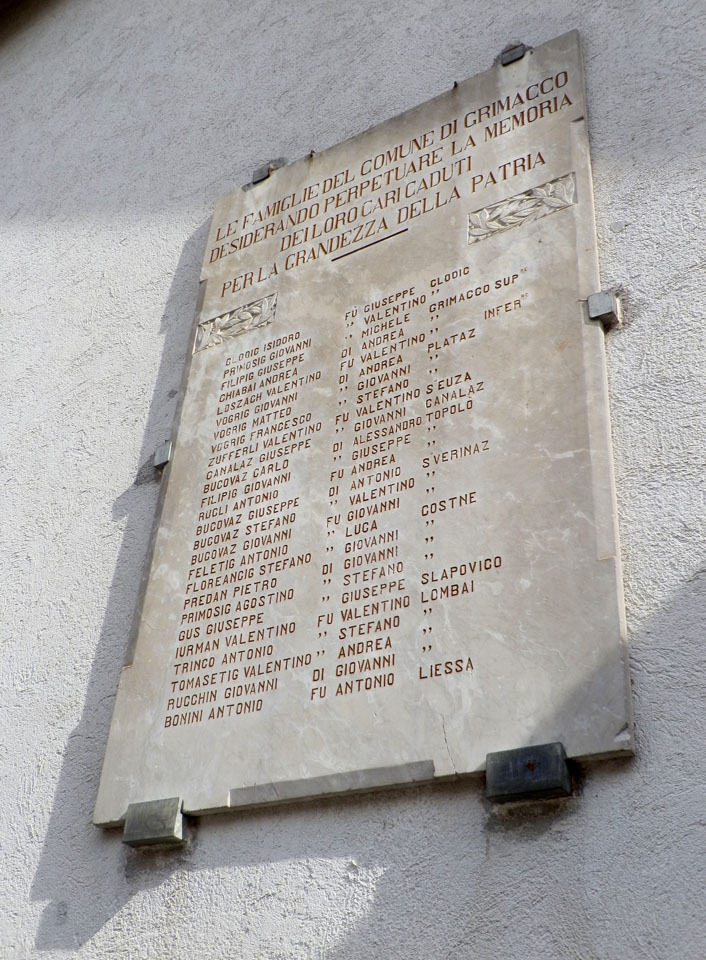 LE FAMIGLIE DEL COMUNE DI GRIMACCO
DESIDERANDO PERPETUARE LA MEMORIA
DEI LORO CARI CADUTI
PER LA GRANDEZZA DELLA PATRIA
CLODIG ISIDORO FU GIUSEPPE CLODIG
PRIMOSIG GIOVANNI ,, VALENTINO ,,
FILIPIG GIUSEPPE ,, MICHELE GRIMACCO SUP.re
CHIABAI ANDREA DI ANDREA ,,
LOSZACH VALENTINO FU VALENTINO ,, INFER.re
VOGRIG GIOVANNI DI ANDREA PLATAZ
VOGRIG MATTEO ,, GIOVANNI ,,
VOGRIG FRANCESCO ,, STEFANO ,,
ZUFFERLI VALENTINO FU VALENTINO S'EUZA
CANALAZ GIUSEPPE ,, GIOVANNI CANALAZ
BUCOVAZ CARLO DI ALESSANDRO TOPOLÒ
FILIPIG GIOVANNI ,, GIUSEPPE ,,
RUCLI ANTONIO FU ANDREA ,,
BUCOVAZ GIUSEPPE DI ANTONIO S.VERINAZ
BUCOVAZ STEFANO ,, VALENTINO ,,
BUCOVAZ GIOVANNI FU GIOVANNI ,,
FELETIG ANTONIO ,, LUCA COSTNE
FLOREANCIG STEFANO ,, GIOVANNI ,,
PREDAN PIETRO DI GIOVANNI ,,
PRIMOSIG AGOSTINO ,, STEFANO ,,
GUS GIUSEPPE ,, GIUSEPPE SLAPOVICO
IURMAN VALENTINO FU VALENTINO LOMBAI
TRINCO ANTONIO ,, STEFANO ,,
TOMASETIG VALENTINO ,, ANDREA ,,
RUCCHIN GIOVANNI DI GIOVANNI ,,
BONINI ANTONIO FU ANTONIO LIESSA